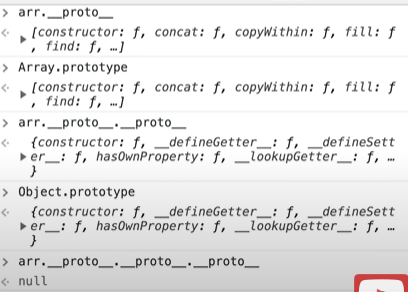 > arr.__proto__
<· ▸ [constructor: ƒ, concat: ƒ, copyWithin: ƒ, fill: ƒ
, find: ƒ, …]
> Array.prototype
<· ▸ [constructor: ƒ, concat: ƒ, copyWithin: ƒ, fill: ƒ
, find: ƒ, …]
> arr.__proto__.__proto__
<· {constructor: ƒ, __defineGetter__: ƒ, __defineSett
▸ er__: ƒ, hasOwnProperty: ƒ, __lookupGetter__: ƒ, …
}
> Object.prototype
<· {constructor: ƒ, __defineGetter__: ƒ, __defineSett
▸ er__: ƒ, hasOwnProperty: ƒ, __lookupGetter__: ƒ, …
}
> arr.__proto__.__proto__.__proto__
<· null